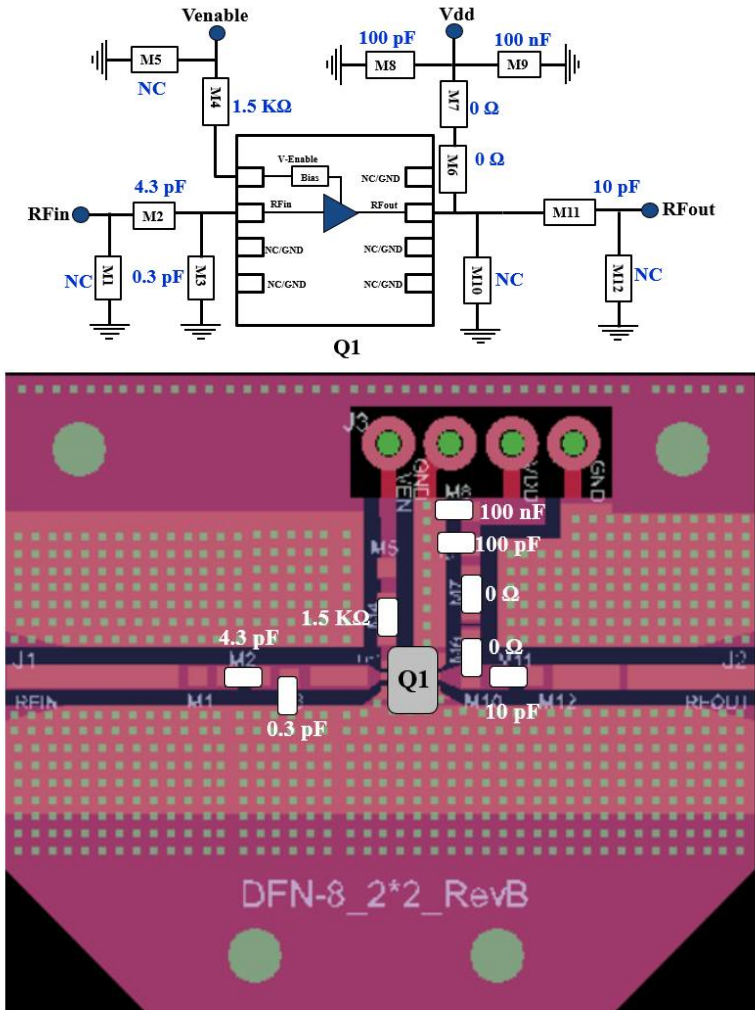 Venable
Vdd
100 pF
100 nF
M5
M8
M9
NC
M4
1.5 KΩ
M7
0 Ω
V-Enable
Bias
NC/GND
M6
0 Ω
4.3 pF
10 pF
RFin
M2
RFin
RFout
M11
RFout
NC
M1
0.3 pF
M3
NC/GND
NC/GND
M10
NC
M12
NC
NC/GND
NC/GND
Q1
J3
VEN
GND
VDD
GND
M8
100 nF
M5
100 pF
M7
0 Ω
1.5 KΩ
M4
4.3 pF
0 Ω
J1
M2
M61
M11
J2
Q1
RFIN
M1
M10
M12
RFOUT
0.3 pF
10 pF
DFN-8_2*2_RevB